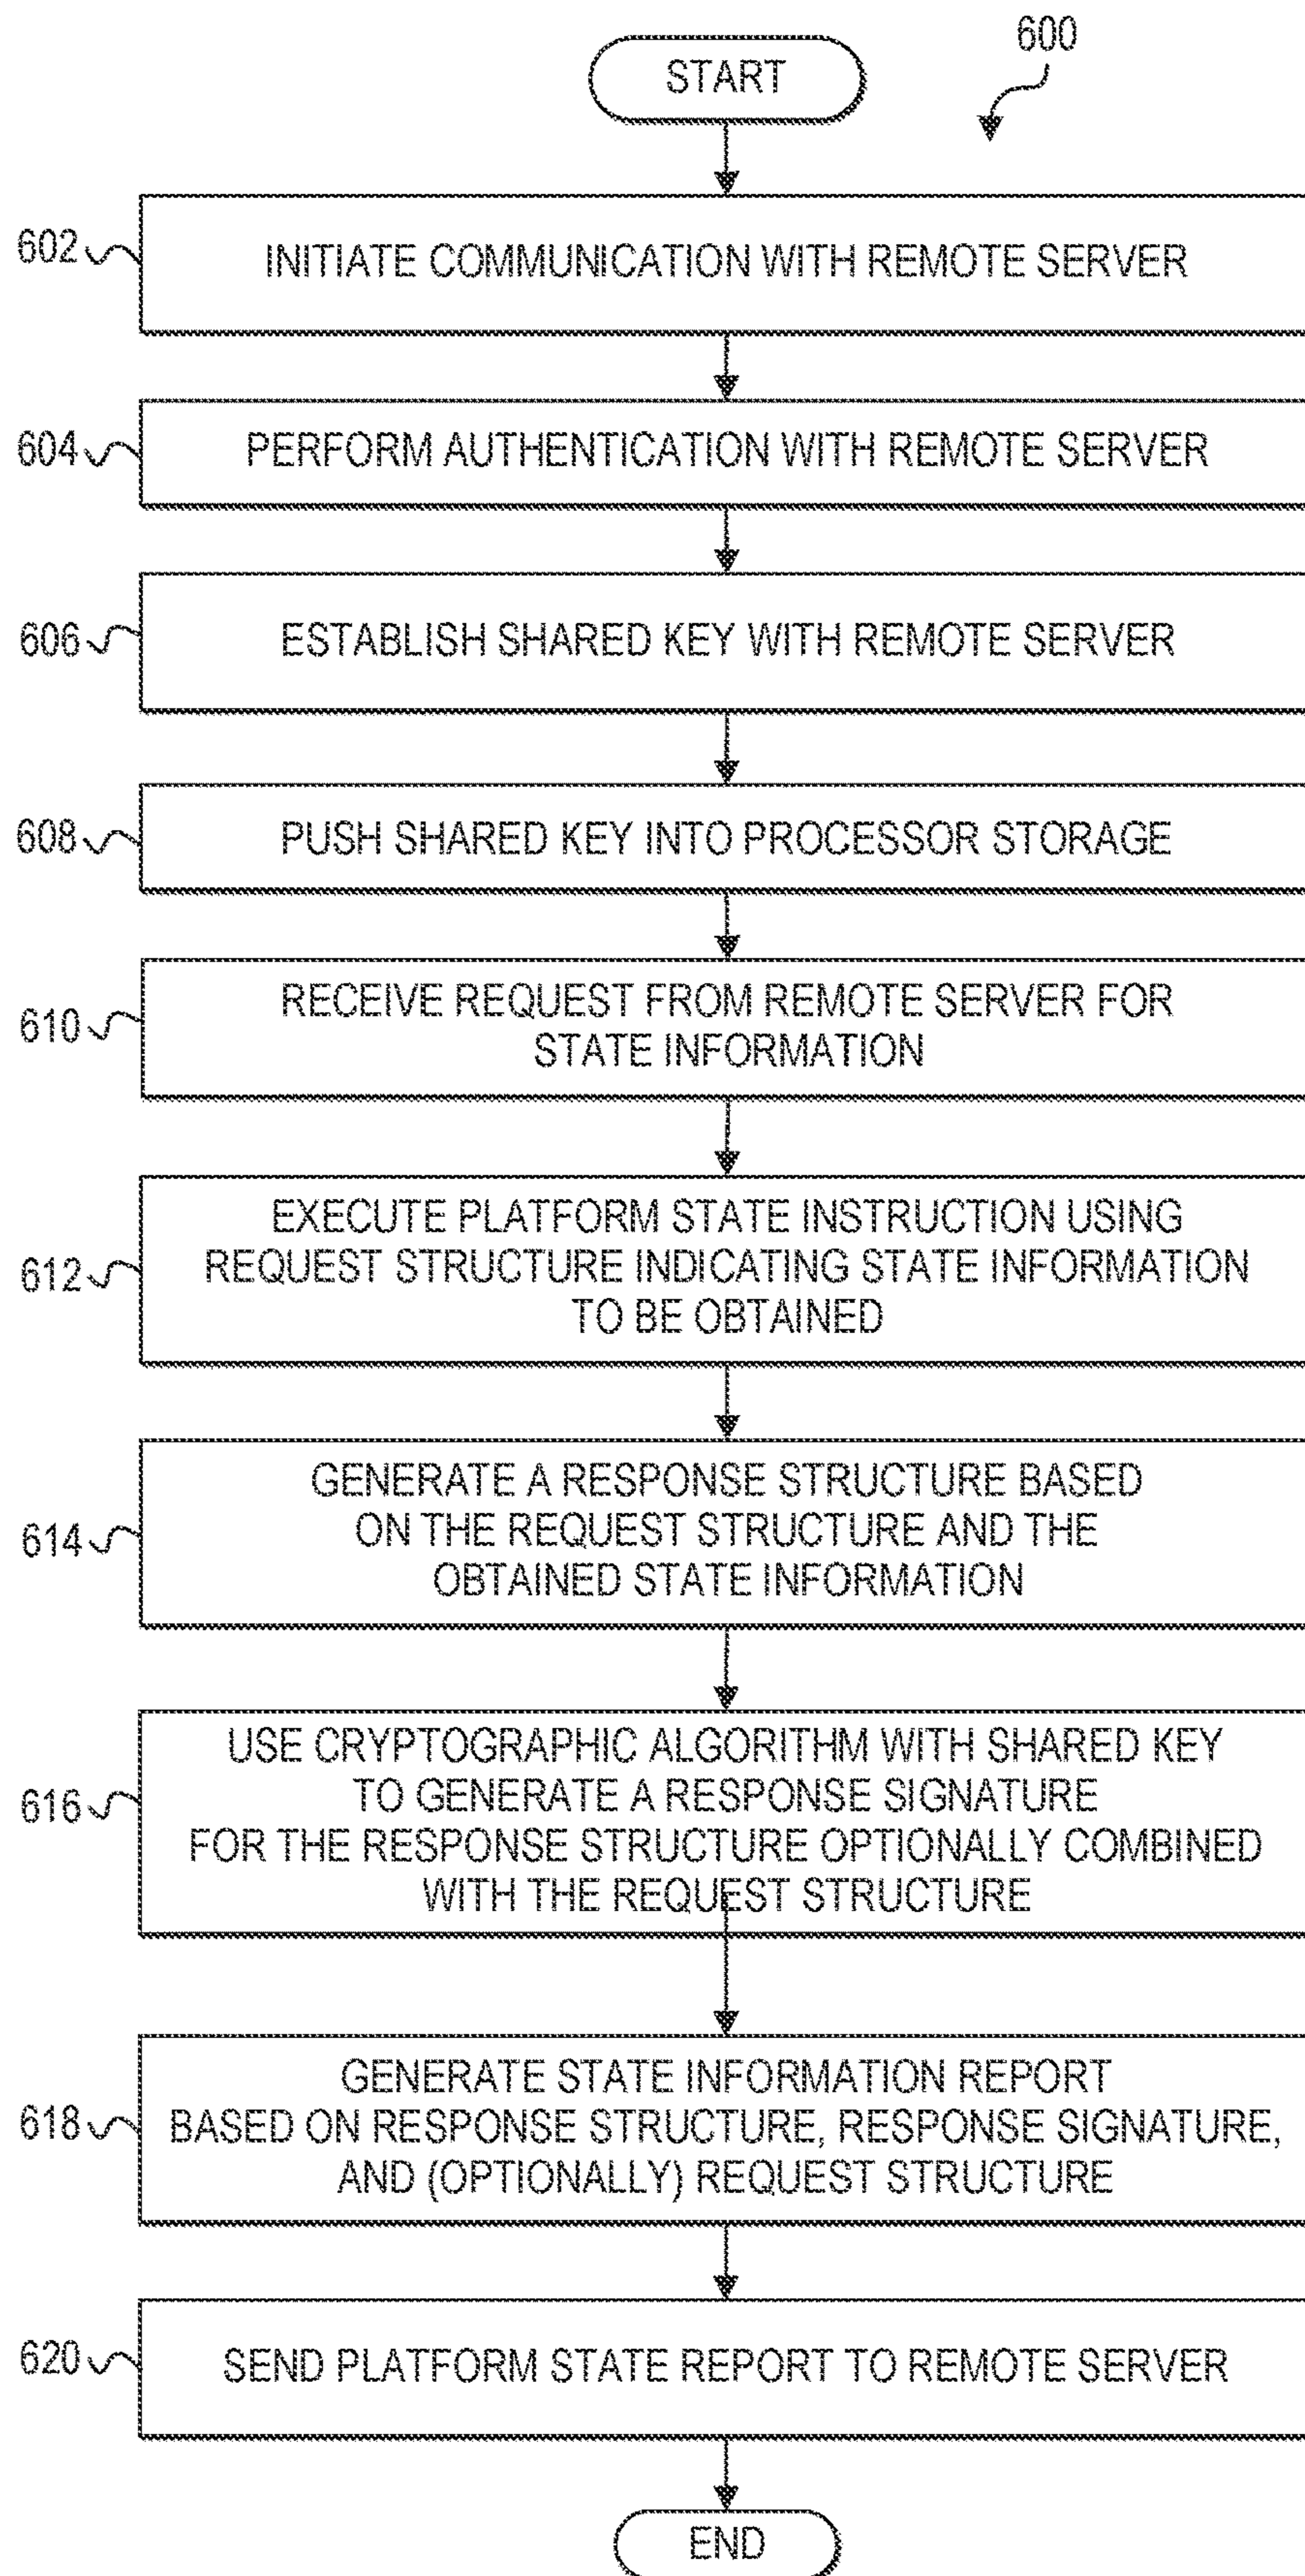 START
600
602
INITIATE COMMUNICATION WITH REMOTE SERVER
604
PERFORM AUTHENTICATION WITH REMOTE SERVER
606
ESTABLISH SHARED KEY WITH REMOTE SERVER
608
PUSH SHARED KEY INTO PROCESSOR STORAGE
610
RECEIVE REQUEST FROM REMOTE SERVER FOR
STATE INFORMATION
612
EXECUTE PLATFORM STATE INSTRUCTION USING
REQUEST STRUCTURE INDICATING STATE INFORMATION
TO BE OBTAINED
614
GENERATE A RESPONSE STRUCTURE BASED
ON THE REQUEST STRUCTURE AND THE
OBTAINED STATE INFORMATION
616
USE CRYPTOGRAPHIC ALGORITHM WITH SHARED KEY
TO GENERATE A RESPONSE SIGNATURE
FOR THE RESPONSE STRUCTURE OPTIONALLY COMBINED
WITH THE REQUEST STRUCTURE
618
GENERATE STATE INFORMATION REPORT
BASED ON RESPONSE STRUCTURE, RESPONSE SIGNATURE,
AND (OPTIONALLY) REQUEST STRUCTURE
620
SEND PLATFORM STATE REPORT TO REMOTE SERVER
END